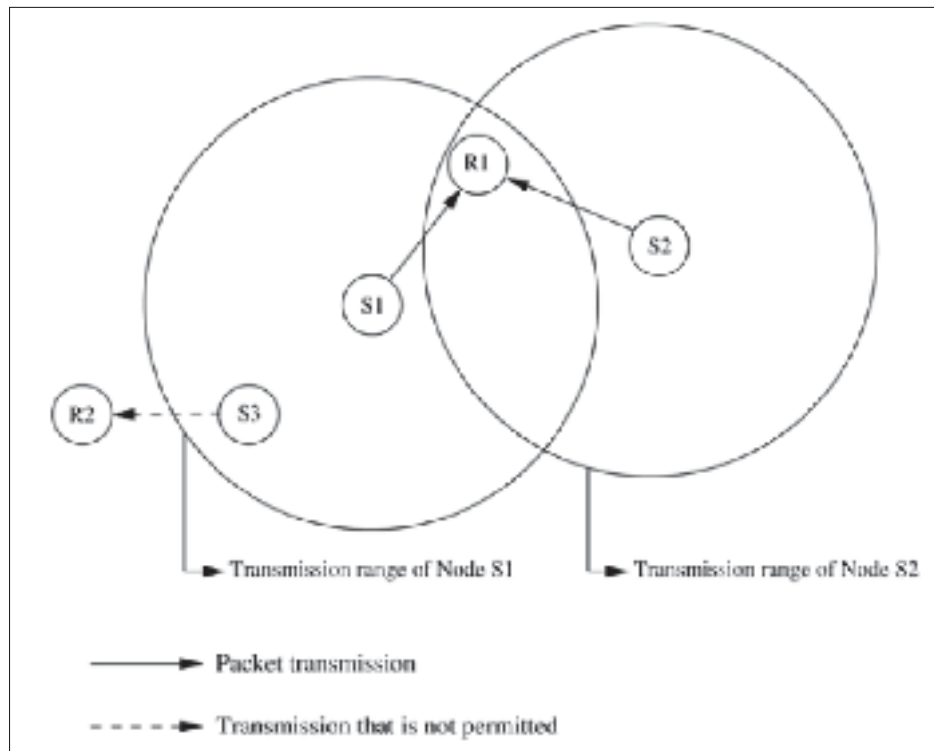 R1
S2
S1
R2
S3
Transmission range of Node S1
Transmission range of Node S2
Packet transmission
Transmission that is not permitted